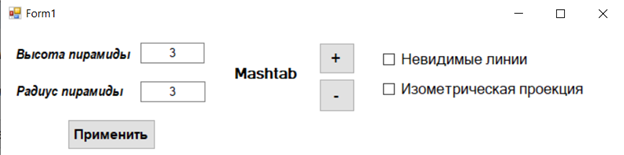 Form1
Высота пирамиды 3
Радиус пирамиды 3
Применить
Mashtab
+
-
Невидимые линии
Изометрическая проекция